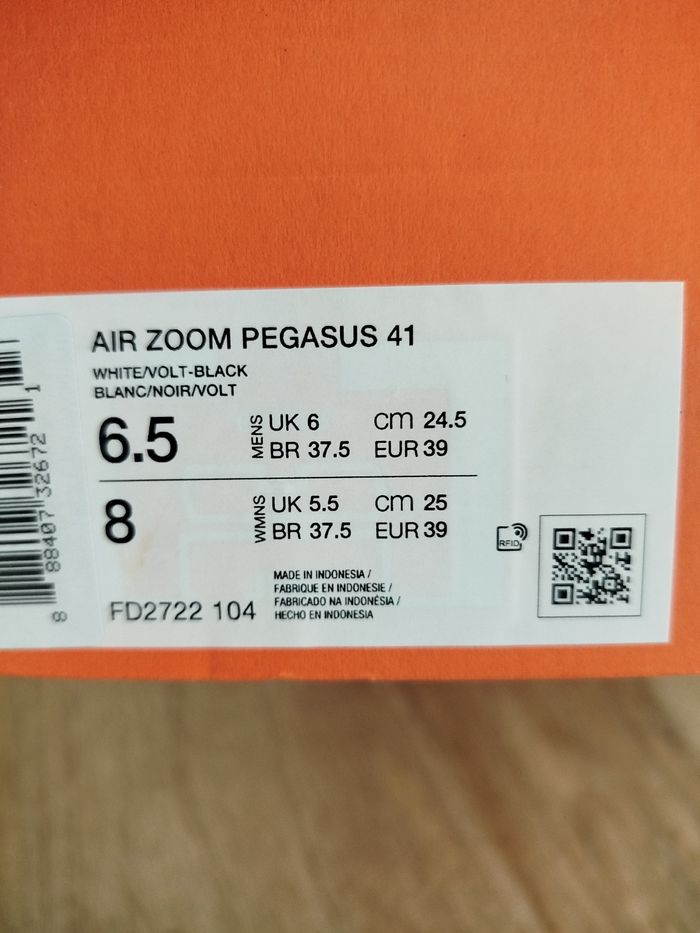 AIR ZOOM PEGASUS 41
WHITE/VOLT-BLACK
BLANC/NOIR/VOLT
6.5 MENS UK 6 cm 24.5
BR 37.5 EUR 39
8 WMNS UK 5.5 cm 25
BR 37.5 EUR 39
FD2722 104
MADE IN INDONESIA /
FABRIQUE EN INDONESIE /
FABRICADO NA INDONÉSIA /
HECHO EN INDONESIA
RFID
8 88407 32672 1